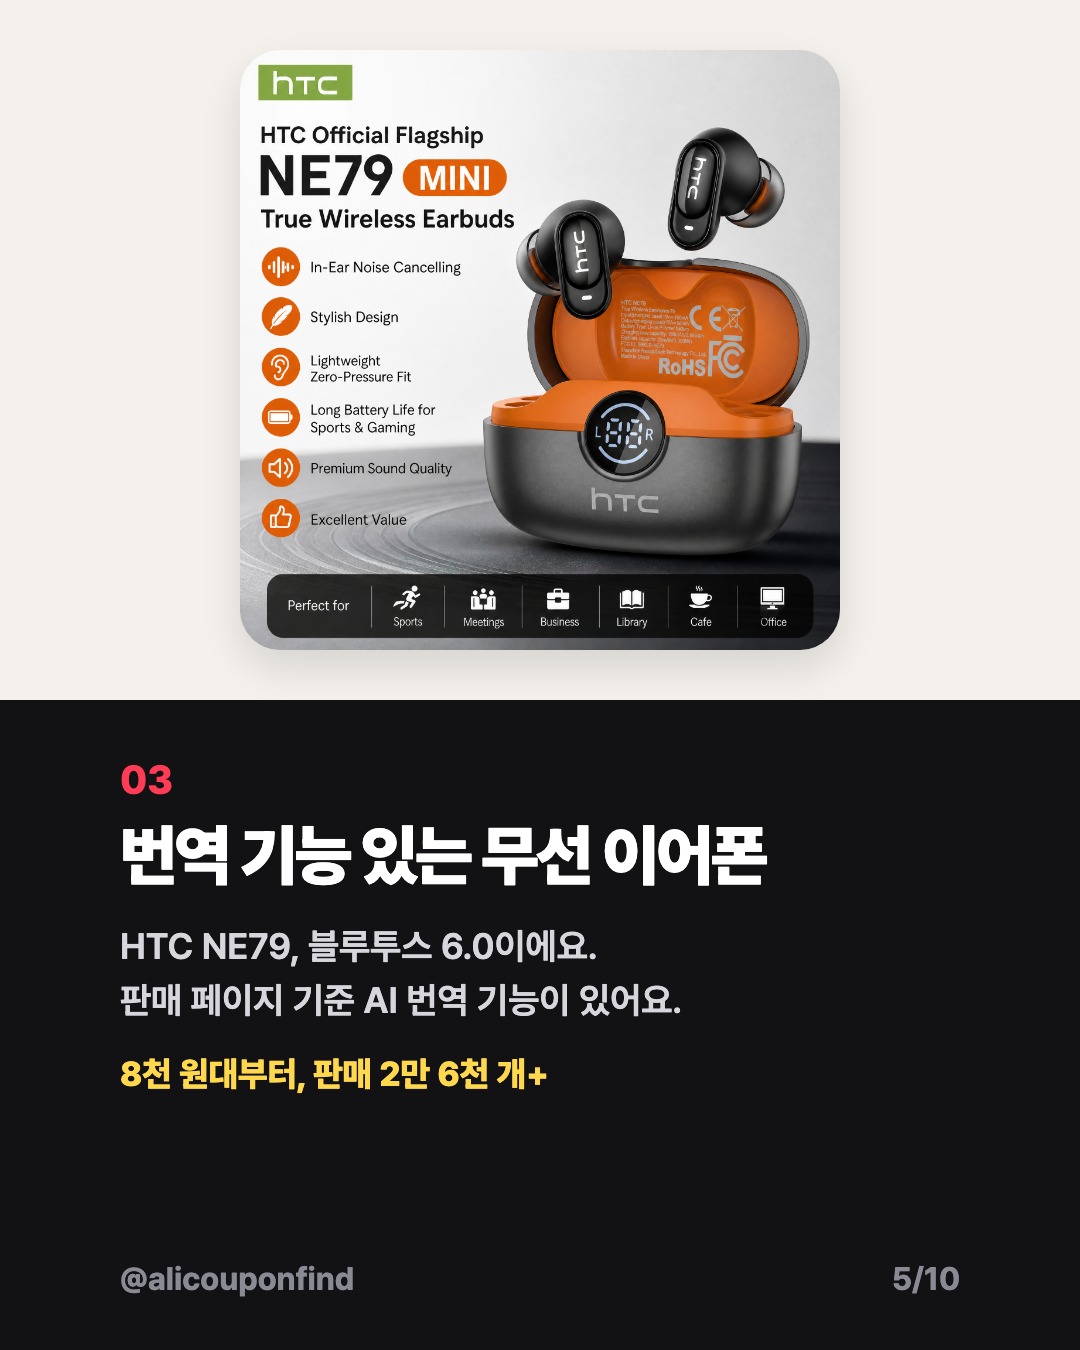 hTC
HTC Official Flagship
NE79 MINI
True Wireless Earbuds
In-Ear Noise Cancelling
Stylish Design
Lightweight
Zero-Pressure Fit
Long Battery Life for
Sports & Gaming
Premium Sound Quality
Excellent Value
hTC
hTC
HTC NE79
CE
RoHS FC
L 88 R
hTC
Perfect for
Sports
Meetings
Business
Library
Cafe
Office
03
번역 기능 있는 무선 이어폰
HTC NE79, 블루투스 6.0이에요.
판매 페이지 기준 AI 번역 기능이 있어요.
8천 원대부터, 판매 2만 6천 개+
@alicouponfind
5/10